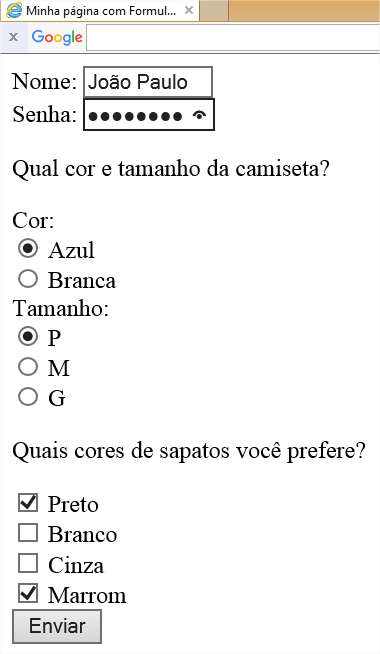 Minha página com Formul...
Google
Nome: João Paulo
Senha:
Qual cor e tamanho da camiseta?
Cor:
Azul
Branca
Tamanho:
P
M
G
Quais cores de sapatos você prefere?
Preto
Branco
Cinza
Marrom
Enviar